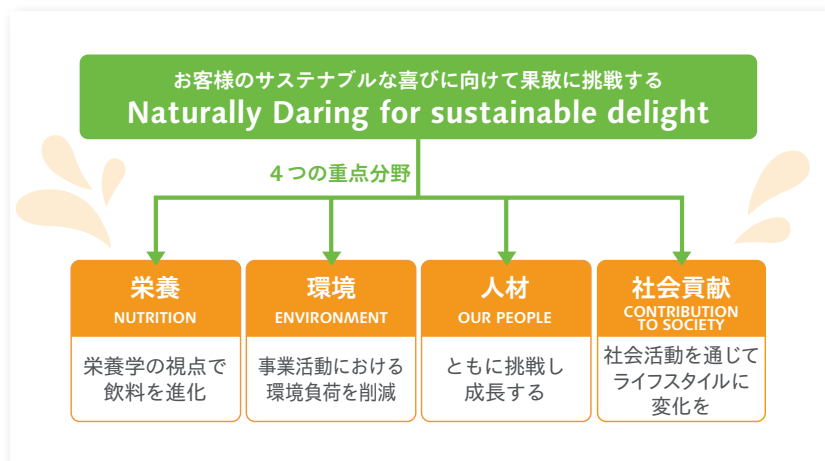 お客様のサステナブルな喜びに向けて果敢に挑戦する
Naturally Daring for sustainable delight
4つの重点分野
栄養
NUTRITION
栄養学の視点で
飲料を進化
環境
ENVIRONMENT
事業活動における
環境負荷を削減
人材
OUR PEOPLE
ともに挑戦し
成長する
社会貢献
CONTRIBUTION
TO SOCIETY
社会活動を通じて
ライフスタイルに
変化を